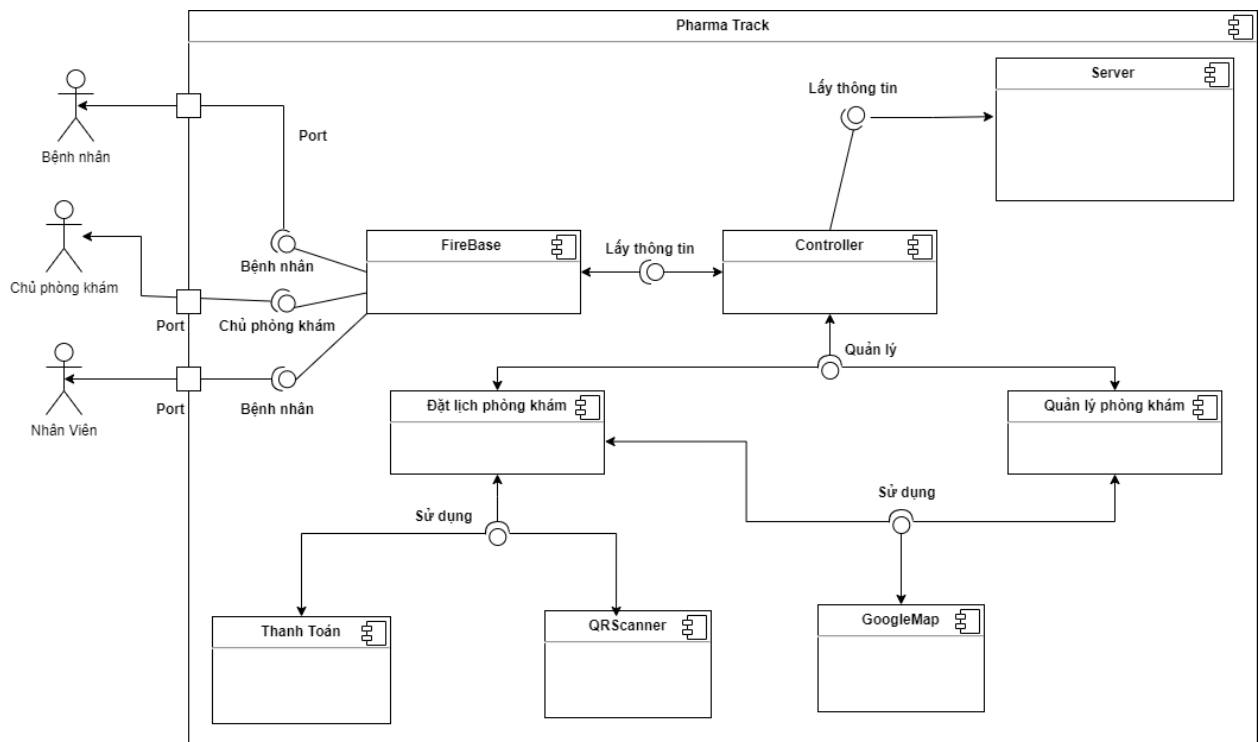 Pharma Track
Server
Lấy thông tin
Port
Bệnh nhân
FireBase
Lấy thông tin
Controller
Bệnh nhân
Chủ phòng khám
Port
Chủ phòng khám
Quản lý
Port
Bệnh nhân
Nhân Viên
Đặt lịch phòng khám
Quản lý phòng khám
Sử dụng
Sử dụng
Thanh Toán
QRScanner
GoogleMap